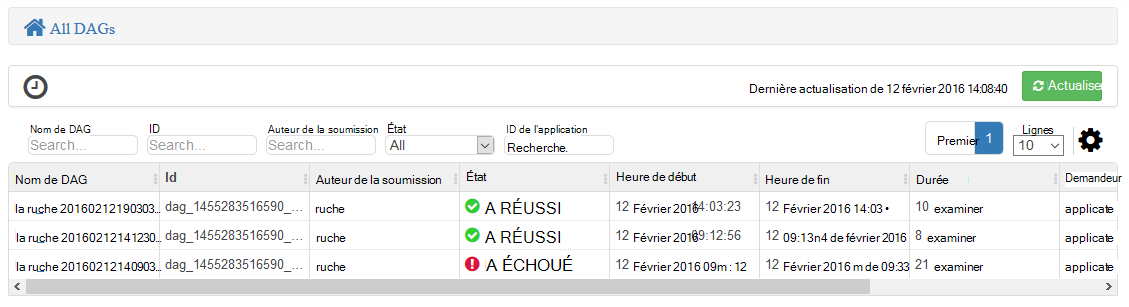 All DAGs
Dernière actualisation de 12 février 2016 14:08:40 Actualiser
Nom de DAG ID Auteur de la soumission État ID de l'application Lignes
Search... Search... Search... All Recherche. Premier 1 10
Nom de DAG Id Auteur de la soumission État Heure de début Heure de fin Durée Demandeur
la ruche 20160212190303... dag_1455283516590_... ruche A RÉUSSI 12 Février 2016 14:03:23 12 Février 2016 14:03 • 10 examiner applicate
la ruche 20160212141230... dag_1455283516590_... ruche A RÉUSSI 12 Février 2016 09:12:56 12 09:13n4 de février 2016 8 examiner applicate
la ruche 20160212140903... dag_1455283516590_... ruche A ÉCHOUÉ 12 Février 2016 09m : 12 12 Février 2016 m de 09:33 21 examiner applicate